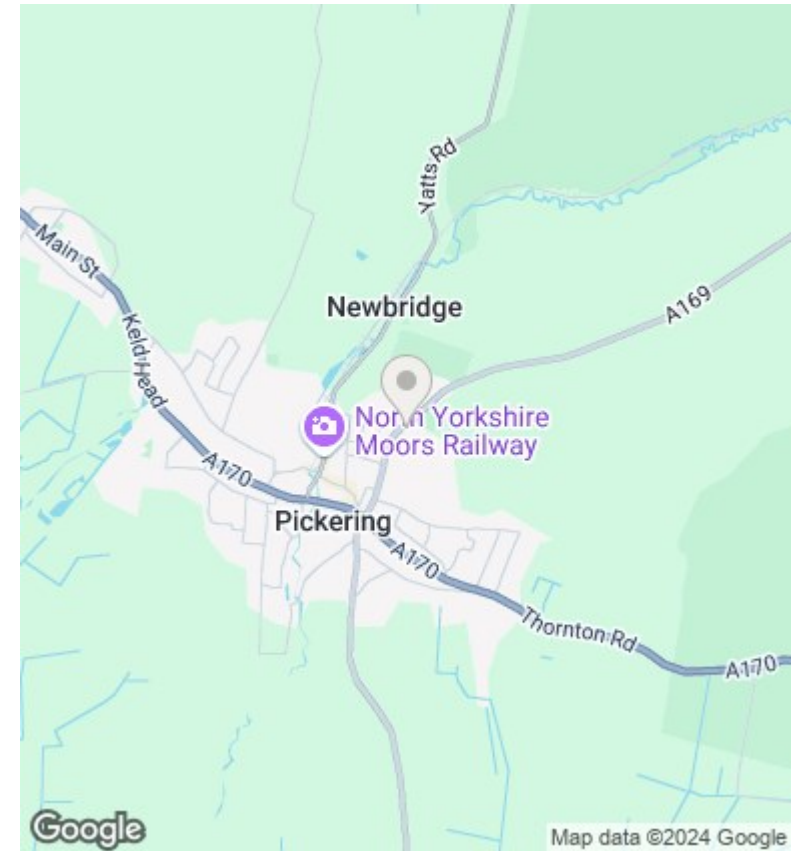 Yatts Rd
Main St
Newbridge
A169
Keld Head
North Yorkshire
Moors Railway
A170
Pickering
A170
Thornton Rd
A170
Google
Map data ©2024 Google